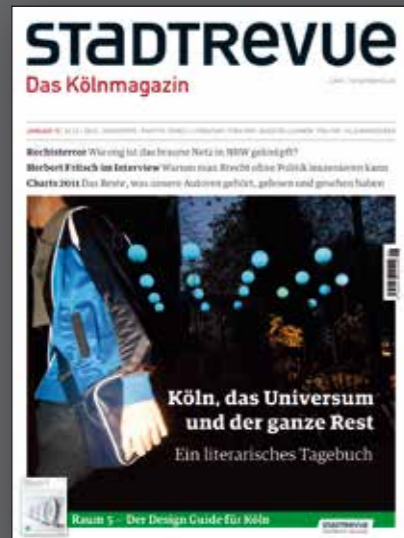 STADTRevUe
Das Kölnmagazin
Rechtsterror Wie eng ist das braune Netz in NRW geknüpft?
Herbert Fritsch im Interview Warum man Brecht ohne Politik inszenieren kann
Charts 2011 Das Beste, was unsere Autoren gehört, gelesen und gesehen haben
Köln, das Universum
und der ganze Rest
Ein literarisches Tagebuch
Raum 5 – Der Design Guide für Köln
STADTRevUe